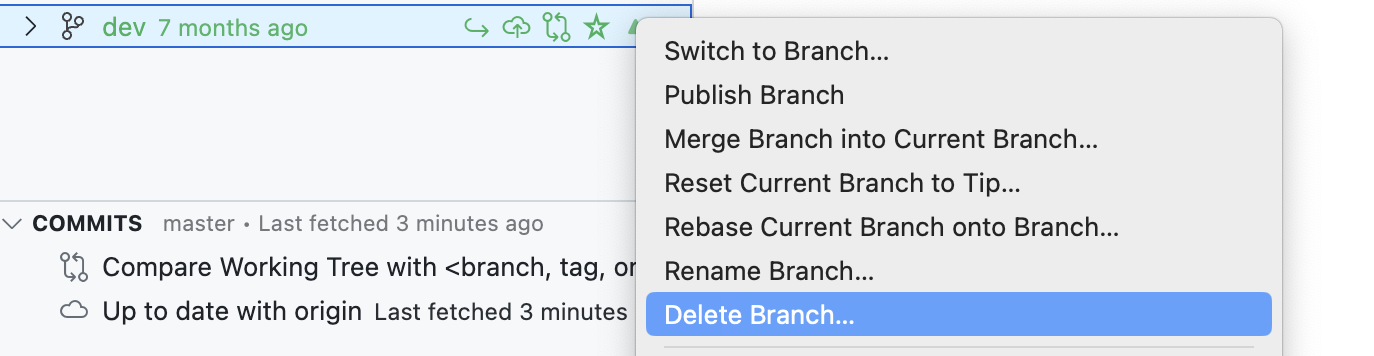 dev 7 months ago
Switch to Branch...
Publish Branch
Merge Branch into Current Branch...
Reset Current Branch to Tip...
Rebase Current Branch onto Branch...
Rename Branch...
Delete Branch...
COMMITS master • Last fetched 3 minutes ago
Compare Working Tree with <branch, tag, or
Up to date with origin Last fetched 3 minutes